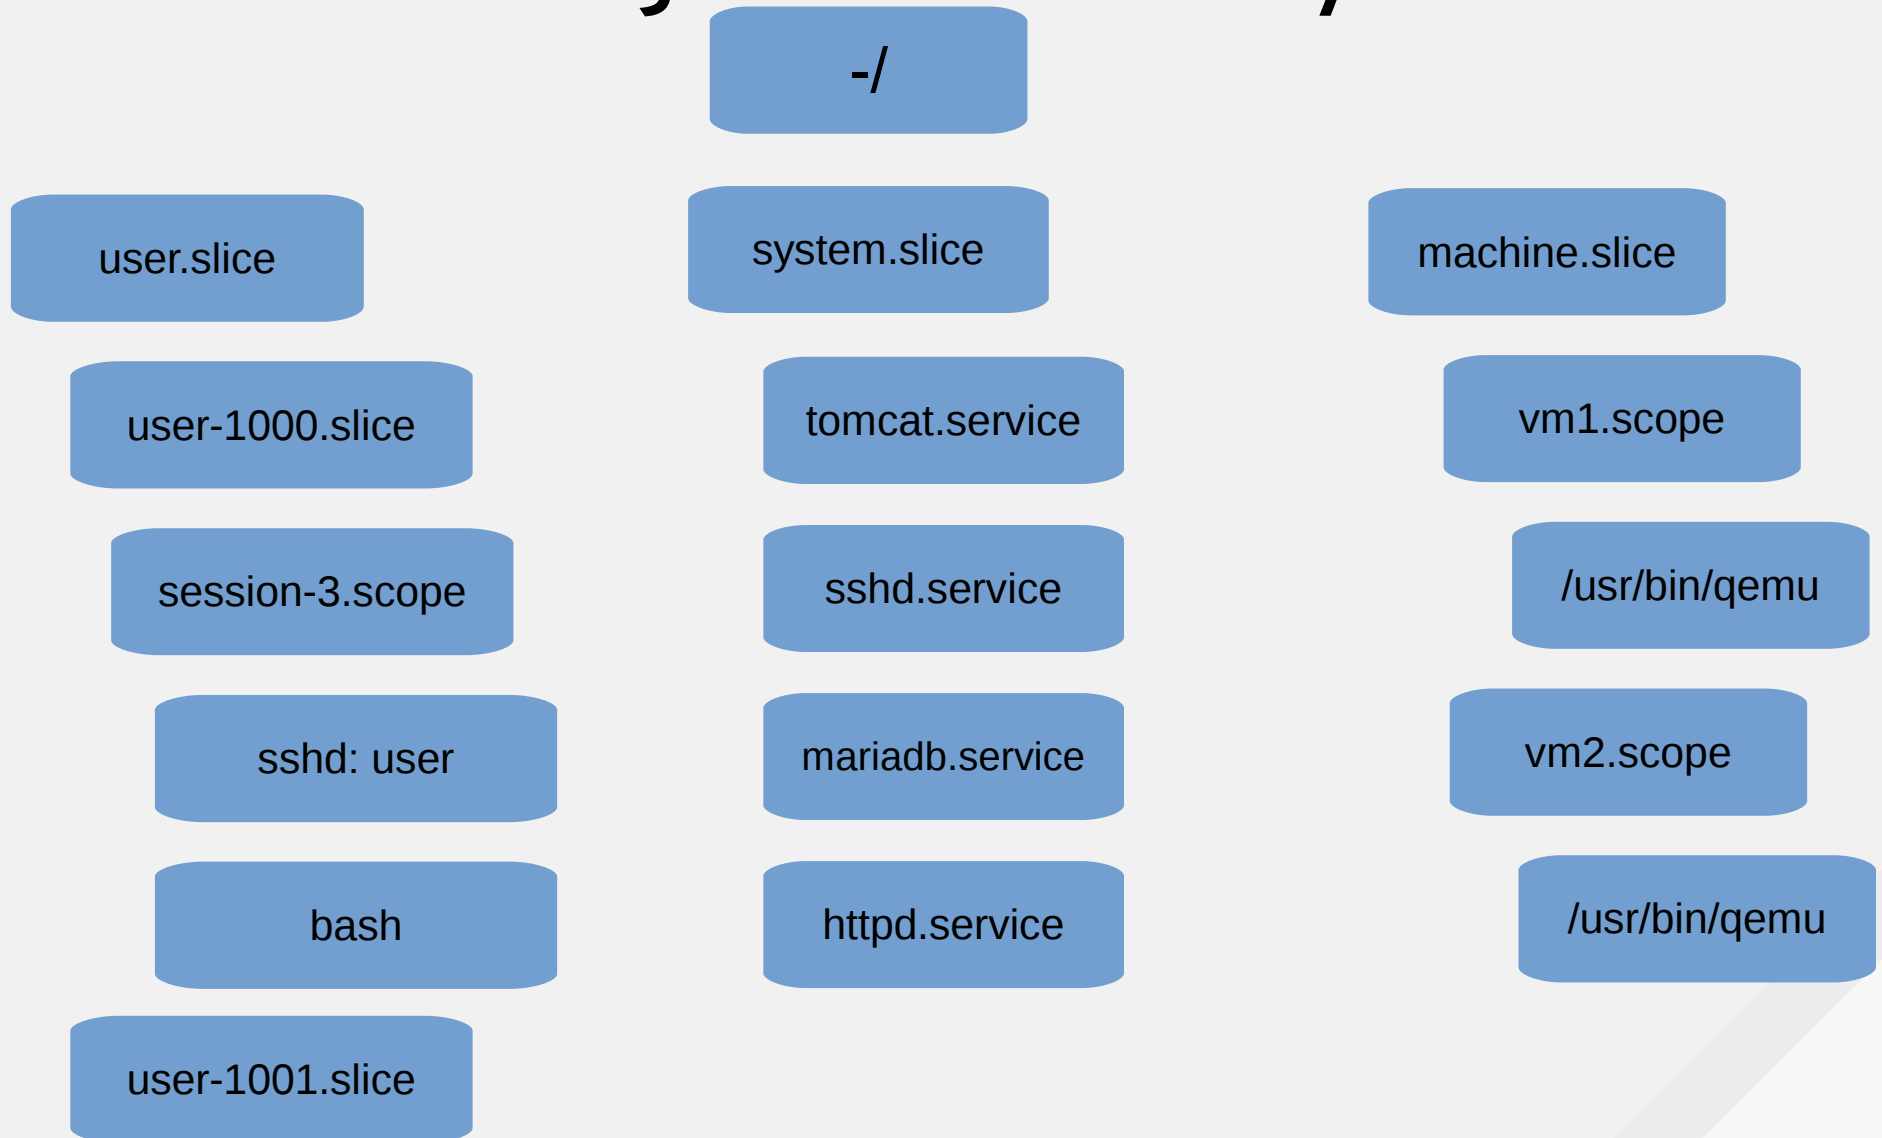 -/
user.slice
user-1000.slice
session-3.scope
sshd: user
bash
user-1001.slice
system.slice
tomcat.service
sshd.service
mariadb.service
httpd.service
machine.slice
vm1.scope
/usr/bin/qemu
vm2.scope
/usr/bin/qemu